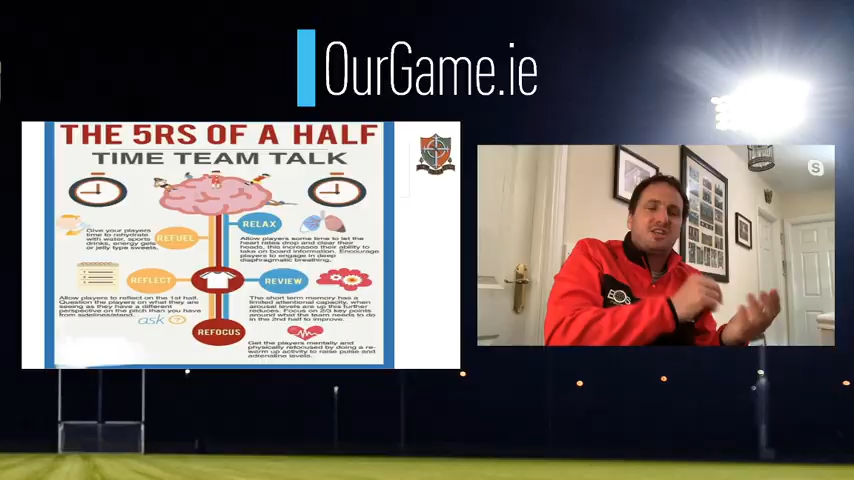 OurGame.ie
THE 5RS OF A HALF
TIME TEAM TALK
Give your players
time to rehydrate
with water, sports
drinks, energy gels
or jelly type sweets.
REFUEL
RELAX
Allow players some time to let the
heart rates drop and clear their
heads, this increases their ability to
take on board information. Encourage
players to engage in deep
diaphragmatic breathing.
REFLECT
REVIEW
Allow players to reflect on the 1st half.
Question the players on what they are
seeing as they have a different
perspective on the pitch than you have
from sidelines/stand.
ask ?
The short term memory has a
limited attentional capacity, when
arousal levels are up this further
reduces. Focus on 2/3 key points
around what the team needs to do
in the 2nd half to improve.
REFOCUS
Get the players mentally and
physically refocused by doing a re-
warm up activity to raise pulse and
adrenaline levels.
EOS